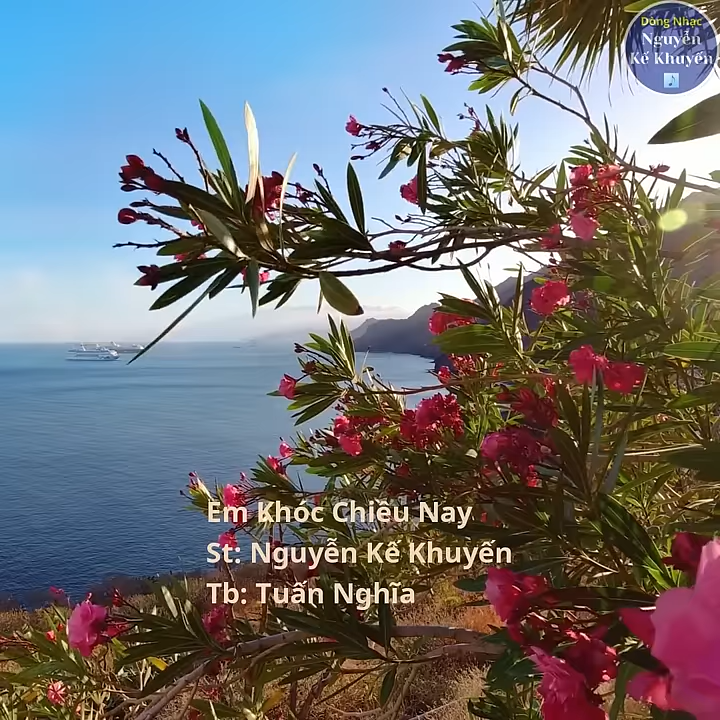 Dòng Nhạc
Nguyễn
Kế Khuyến
Em Khóc Chiều Nay
St: Nguyễn Kế Khuyến
Tb: Tuấn Nghĩa